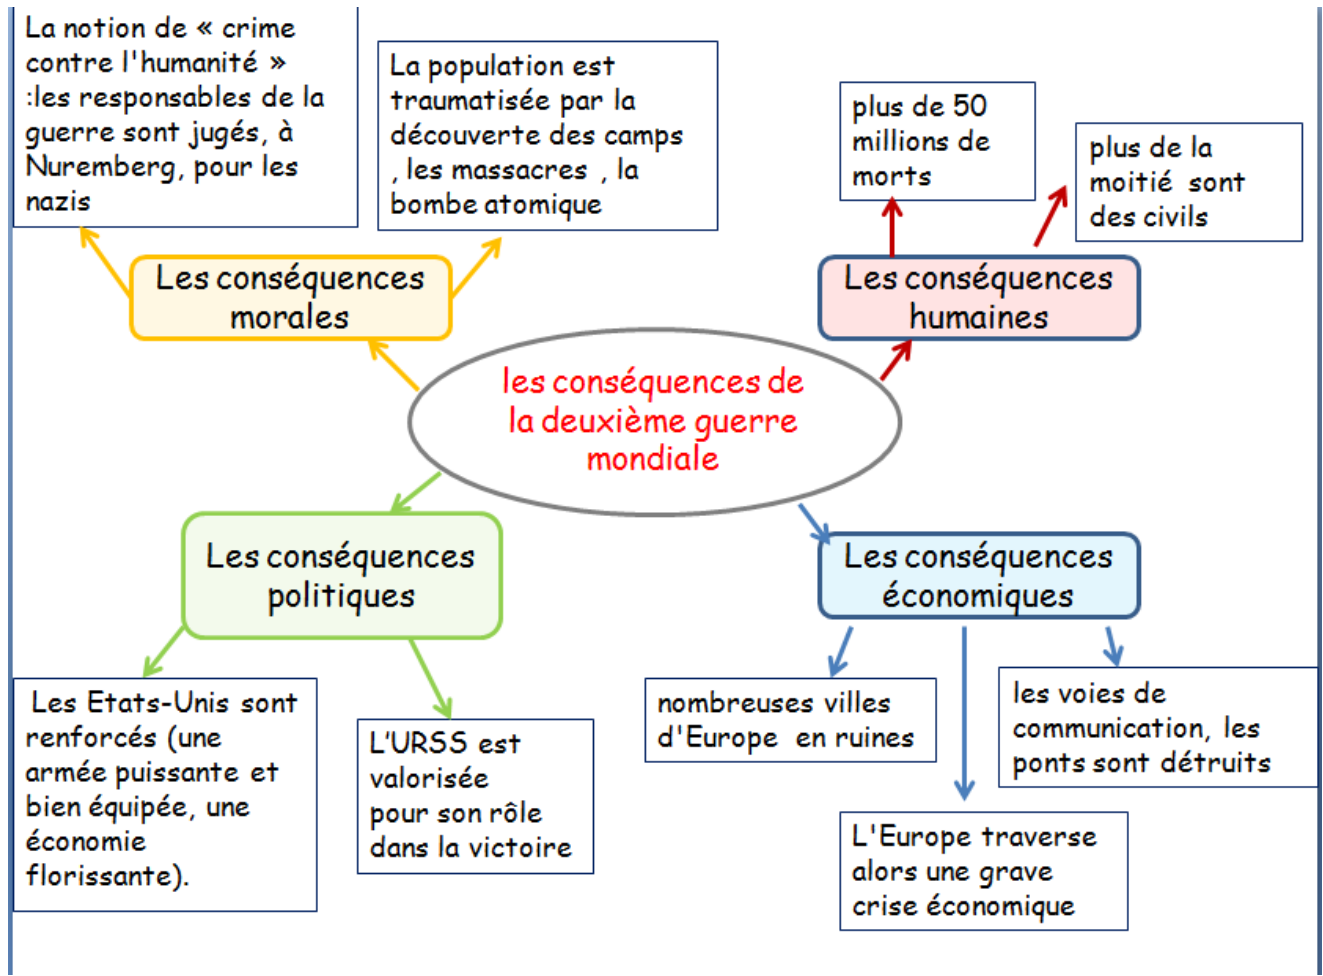 La notion de « crime
contre l'humanité »
:les responsables de la
guerre sont jugés, à
Nuremberg, pour les
nazis
La population est
traumatisée par la
découverte des camps
, les massacres , la
bombe atomique
plus de 50
millions de
morts
plus de la
moitié sont
des civils
Les conséquences
morales
Les conséquences
humaines
les conséquences de
la deuxième guerre
mondiale
Les conséquences
politiques
Les conséquences
économiques
Les Etats-Unis sont
renforcés (une
armée puissante et
bien équipée, une
économie
florissante).
L'URSS est
valorisée
pour son rôle
dans la victoire
nombreuses villes
d'Europe en ruines
les voies de
communication, les
ponts sont détruits
L'Europe traverse
alors une grave
crise économique